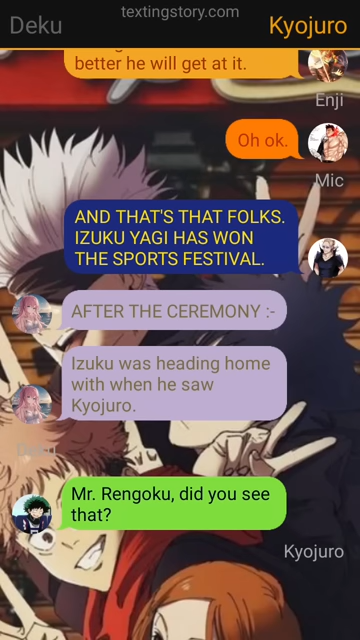 textingstory.com
Deku
Kyojuro
better he will get at it.
Enji
Oh ok.
Mic
AND THAT'S THAT FOLKS.
IZUKU YAGI HAS WON
THE SPORTS FESTIVAL.
AFTER THE CEREMONY :-
Izuku was heading home
with when he saw
Kyojuro.
Mr. Rengoku, did you see
that?
Kyojuro